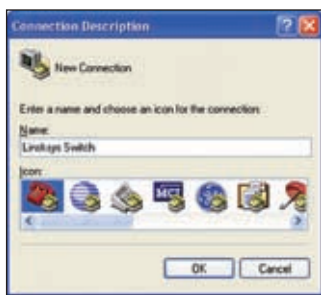 Connection Description
New Connection
Enter a name and choose an icon for the connection:
Name:
Linksys Switch
Icon:
MCI
OK Cancel